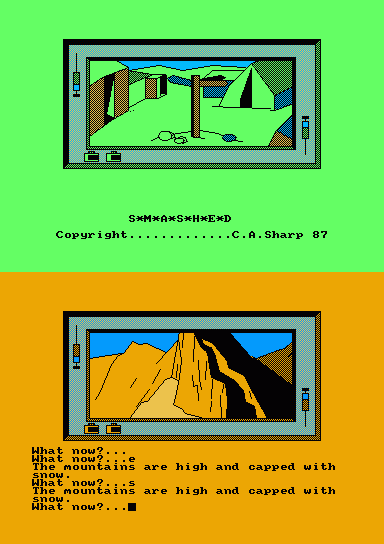 S*M*A*S*H*E*D
Copyright.............C.A.Sharp 87
What now?...
What now?...e
The mountains are high and capped with
snow.
What now?...s
The mountains are high and capped with
snow.
What now?...